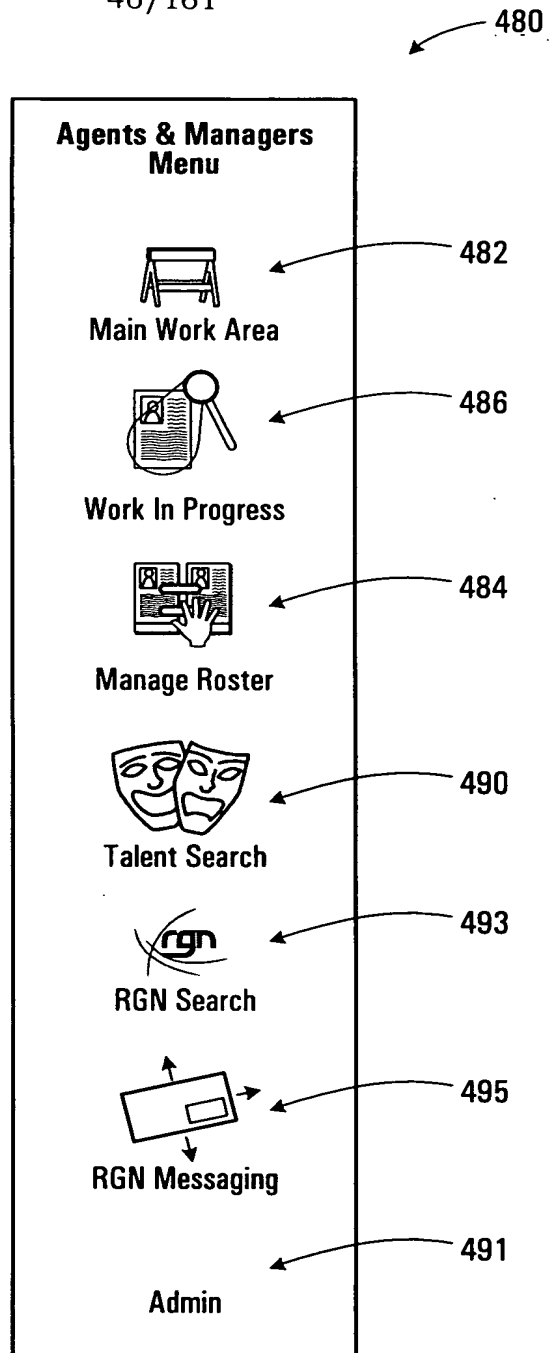 480
Agents & Managers
Menu
482
Main Work Area
486
Work In Progress
484
Manage Roster
490
Talent Search
rgn
493
RGN Search
495
RGN Messaging
491
Admin